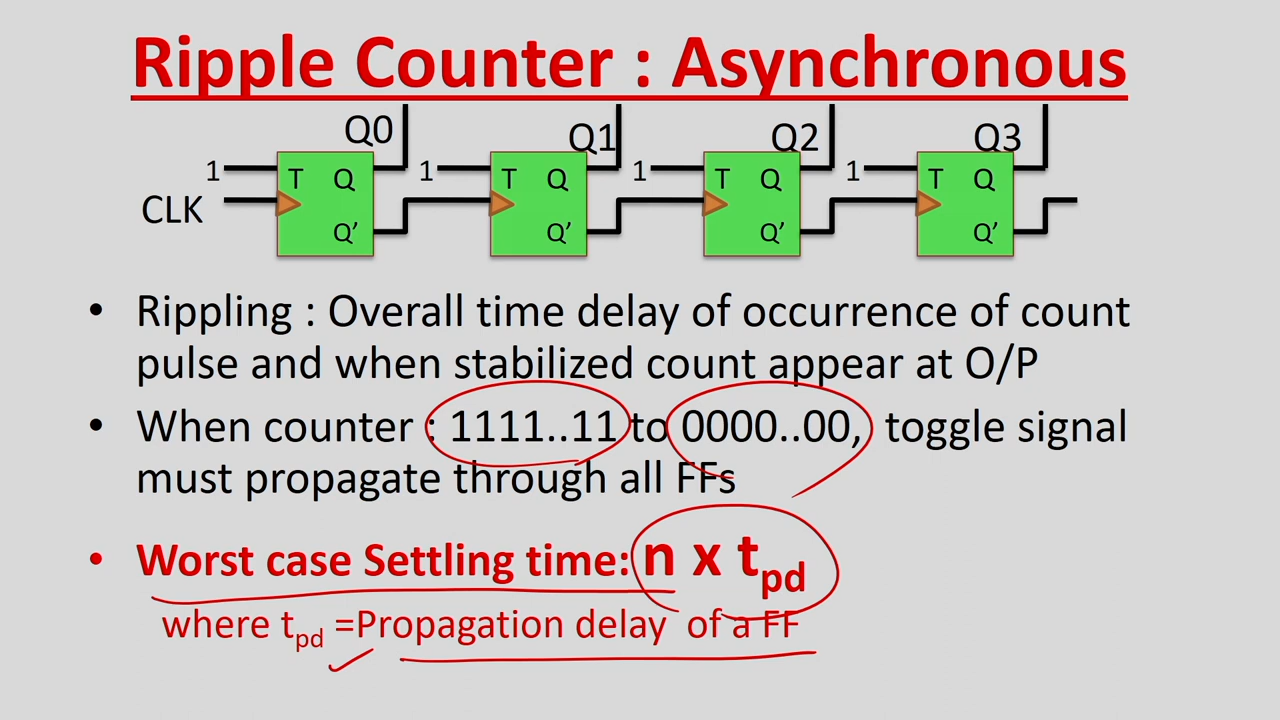 Ripple Counter : Asynchronous
Q0 Q1 Q2 Q3
1 T Q 1 T Q 1 T Q 1 T Q
CLK
Q' Q' Q' Q'
• Rippling : Overall time delay of occurrence of count
pulse and when stabilized count appear at O/P
• When counter : 1111..11 to 0000..00, toggle signal
must propagate through all FFs
• Worst case Settling time: n x tpd
where tpd =Propagation delay of a FF